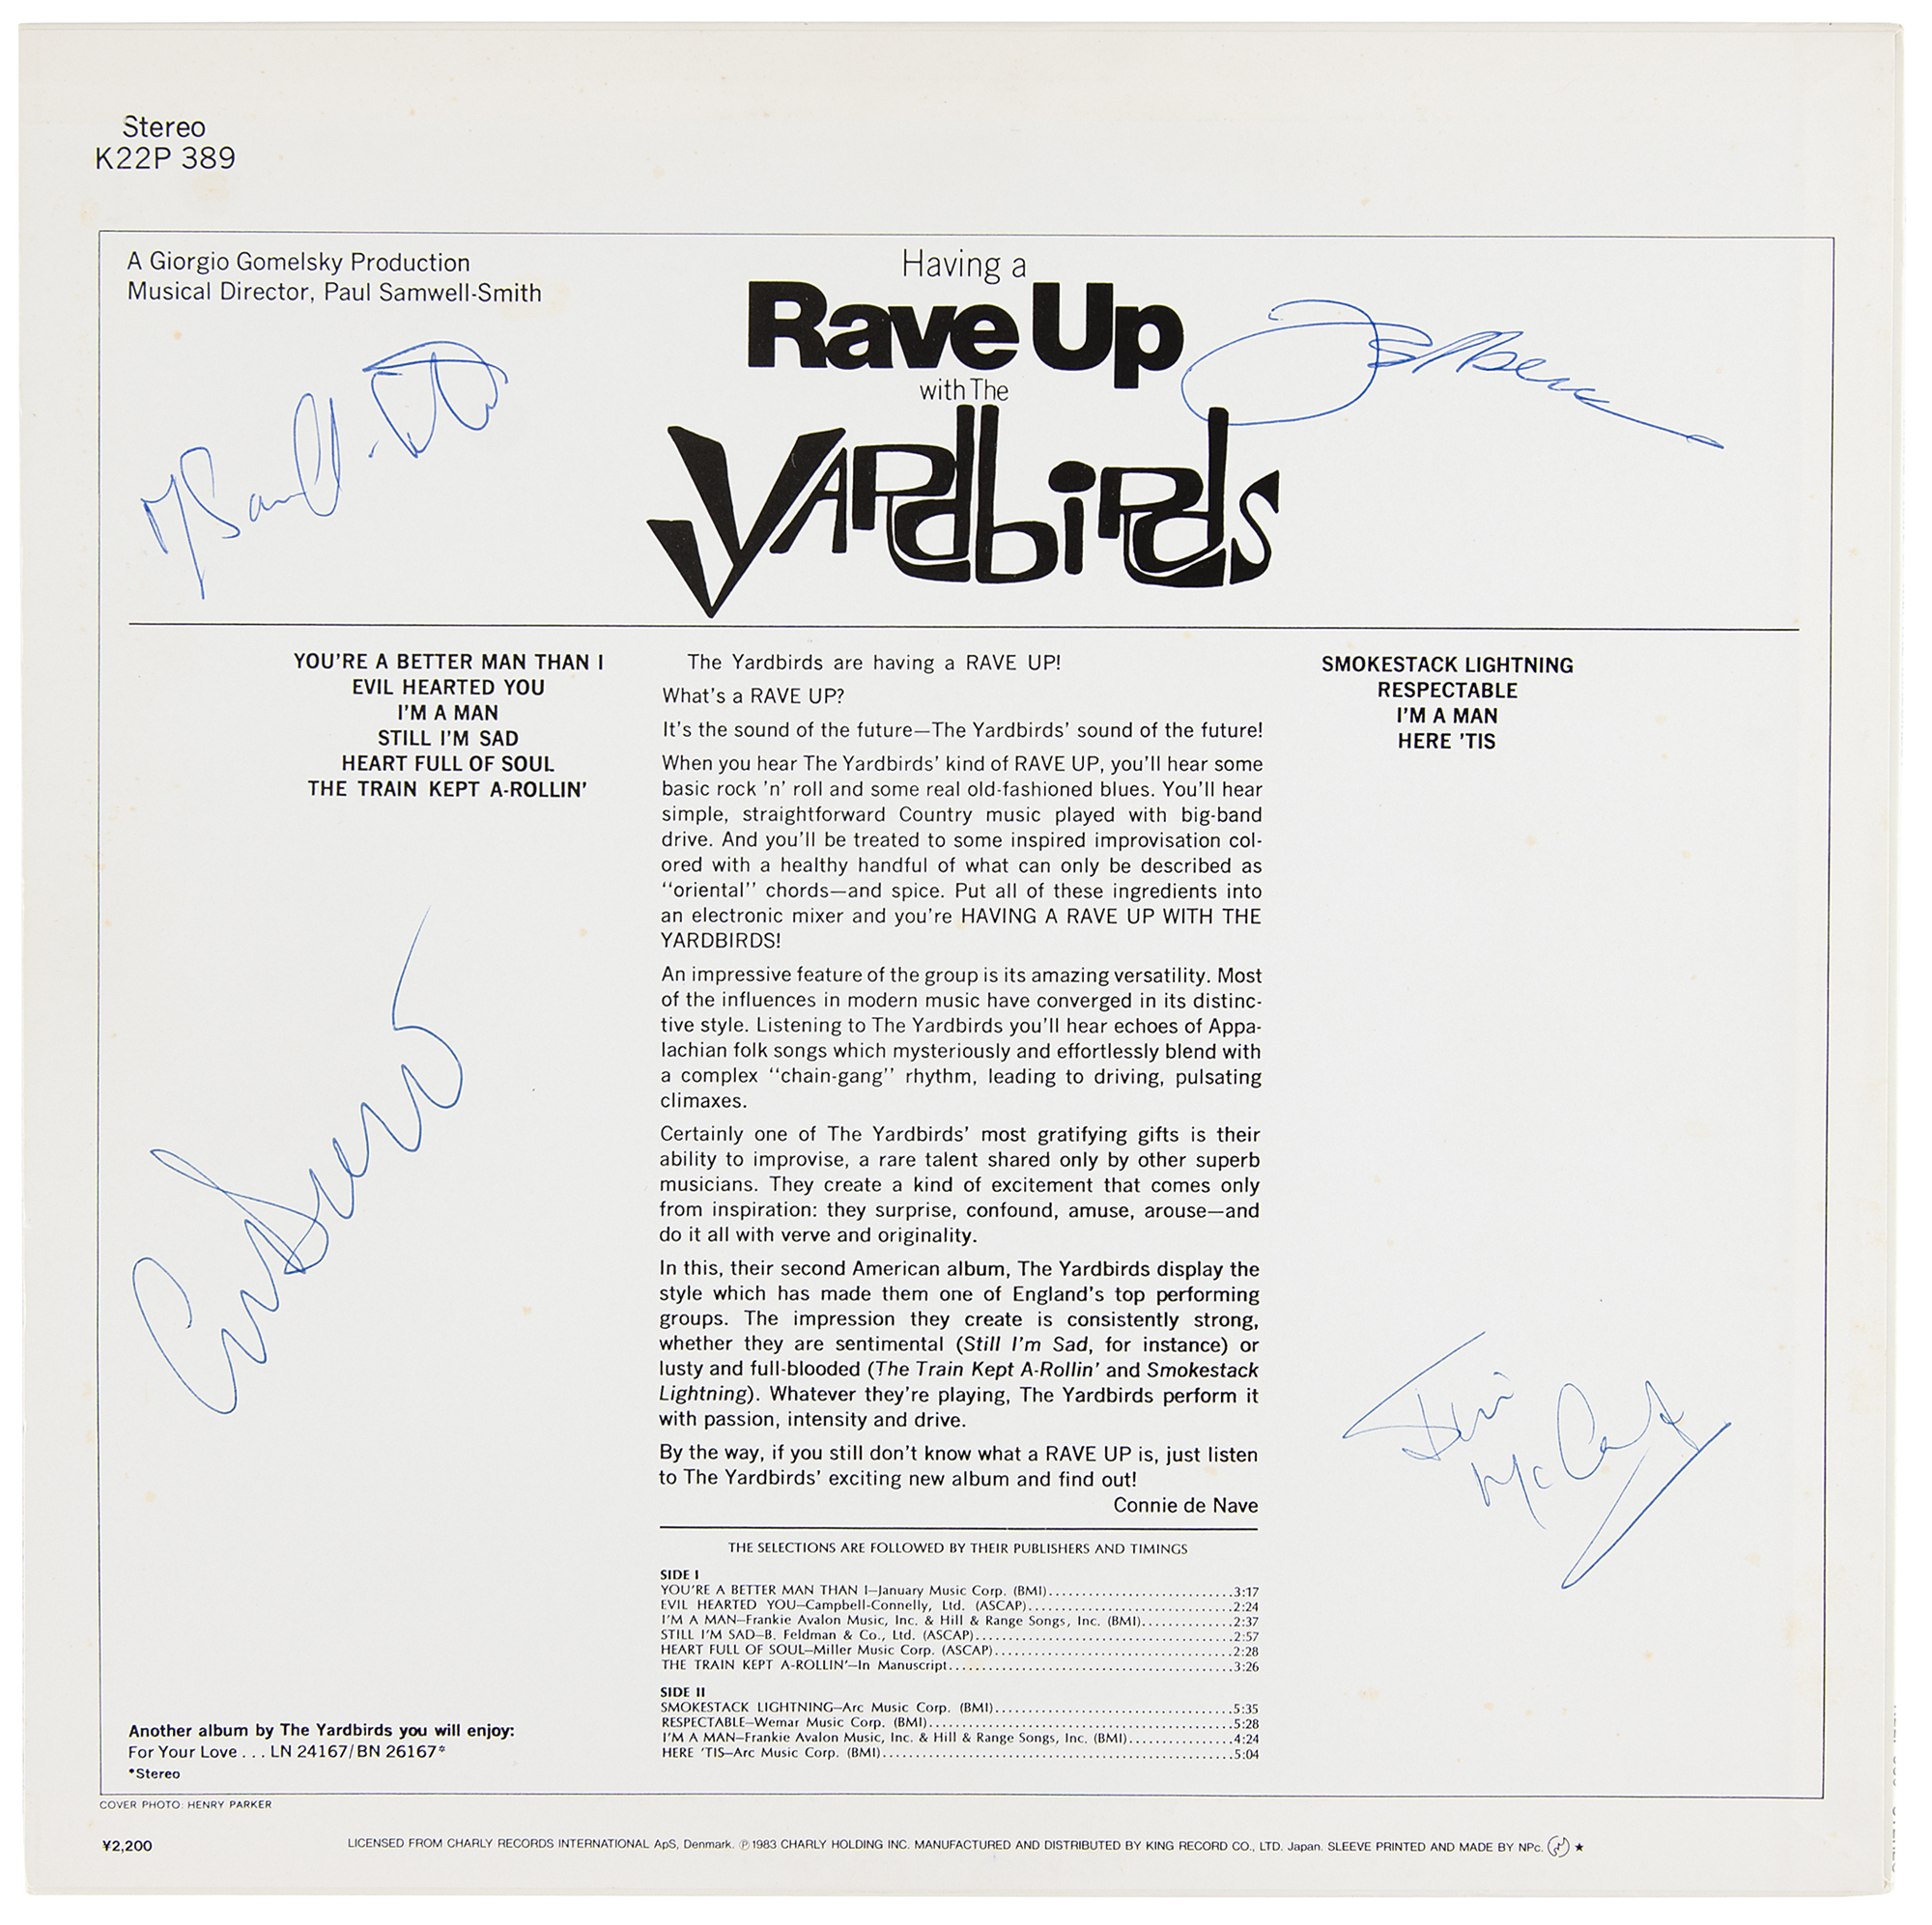 Stereo
K22P 389
A Giorgio Gomelsky Production
Musical Director, Paul Samwell-Smith
Having a
Rave Up
with The
YARDBIRDS
YOU'RE A BETTER MAN THAN I
EVIL HEARTED YOU
I'M A MAN
STILL I'M SAD
HEART FULL OF SOUL
THE TRAIN KEPT A-ROLLIN'
The Yardbirds are having a RAVE UP!
What's a RAVE UP?
It's the sound of the future—The Yardbirds' sound of the future!
When you hear The Yardbirds' kind of RAVE UP, you'll hear some
basic rock 'n' roll and some real old-fashioned blues. You'll hear
simple, straightforward Country music played with big-band
drive. And you'll be treated to some inspired improvisation col-
ored with a healthy handful of what can only be described as
"oriental" chords—and spice. Put all of these ingredients into
an electronic mixer and you're HAVING A RAVE UP WITH THE
YARDBIRDS!
An impressive feature of the group is its amazing versatility. Most
of the influences in modern music have converged in its distinc-
tive style. Listening to The Yardbirds you'll hear echoes of Appa-
lachian folk songs which mysteriously and effortlessly blend with
a complex "chain-gang" rhythm, leading to driving, pulsating
climaxes.
Certainly one of The Yardbirds' most gratifying gifts is their
ability to improvise, a rare talent shared only by other superb
musicians. They create a kind of excitement that comes only
from inspiration: they surprise, confound, amuse, arouse—and
do it all with verve and originality.
In this, their second American album, The Yardbirds display the
style which has made them one of England's top performing
groups. The impression they create is consistently strong,
whether they are sentimental (Still I'm Sad, for instance) or
lusty and full-blooded (The Train Kept A-Rollin' and Smokestack
Lightning). Whatever they're playing, The Yardbirds perform it
with passion, intensity and drive.
By the way, if you still don't know what a RAVE UP is, just listen
to The Yardbirds' exciting new album and find out!
Connie de Nave
SMOKESTACK LIGHTNING
RESPECTABLE
I'M A MAN
HERE 'TIS
Jim
McCarty
THE SELECTIONS ARE FOLLOWED BY THEIR PUBLISHERS AND TIMINGS
SIDE I
YOU'RE A BETTER MAN THAN I—January Music Corp. (BMI)...........................3:17
EVIL HEARTED YOU—Campbell-Connelly, Ltd. (ASCAP)..............................2:24
I'M A MAN—Frankie Avalon Music, Inc. & Hill & Range Songs, Inc. (BMI).............2:37
STILL I'M SAD—B. Feldman & Co., Ltd. (ASCAP)......................................2:57
HEART FULL OF SOUL—Miller Music Corp. (ASCAP)...................................2:28
THE TRAIN KEPT A-ROLLIN'—In Manuscript..........................................3:26
SIDE II
SMOKESTACK LIGHTNING—Arc Music Corp. (BMI)...................................5:35
RESPECTABLE—Wemar Music Corp. (BMI).............................................5:28
I'M A MAN—Frankie Avalon Music, Inc. & Hill & Range Songs, Inc. (BMI)...............4:24
HERE 'TIS—Arc Music Corp. (BMI)....................................................5:04
Another album by The Yardbirds you will enjoy:
For Your Love . . . LN 24167/BN 26167*
*Stereo
COVER PHOTO: HENRY PARKER
¥2,200
LICENSED FROM CHARLY RECORDS INTERNATIONAL ApS, Denmark. ℗1983 CHARLY HOLDING INC. MANUFACTURED AND DISTRIBUTED BY KING RECORD CO., LTD. Japan. SLEEVE PRINTED AND MADE BY NPc. ★